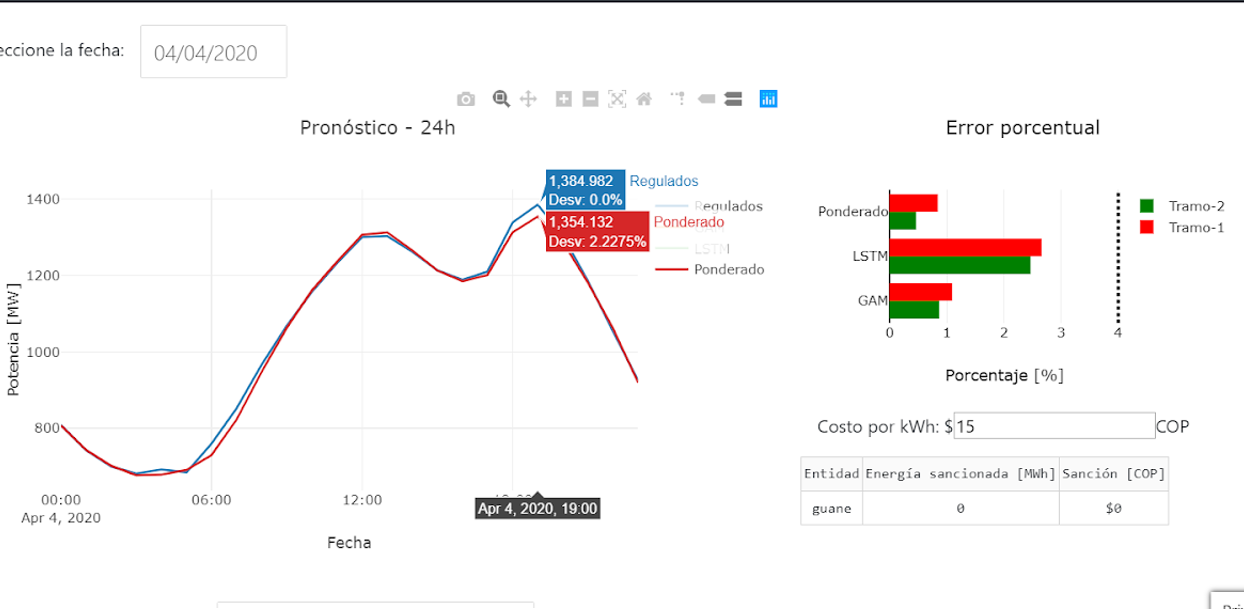 eccione la fecha:
04/04/2020
Pronóstico - 24h
1,384.982
Desv: 0.0%
Regulados
Regulados
1,354.132
Desv: 2.2275%
Ponderado
LSTM
Ponderado
1400
1200
1000
800
Potencia [MW]
00:00
Apr 4, 2020
06:00
12:00
Apr 4, 2020, 19:00
Fecha
Error porcentual
Ponderado
LSTM
GAM
0 1 2 3 4
Porcentaje [%]
Tramo-2
Tramo-1
Costo por kWh: $ 15 COP
Entidad Energía sancionada [MWh] Sanción [COP]
guane 0 $0